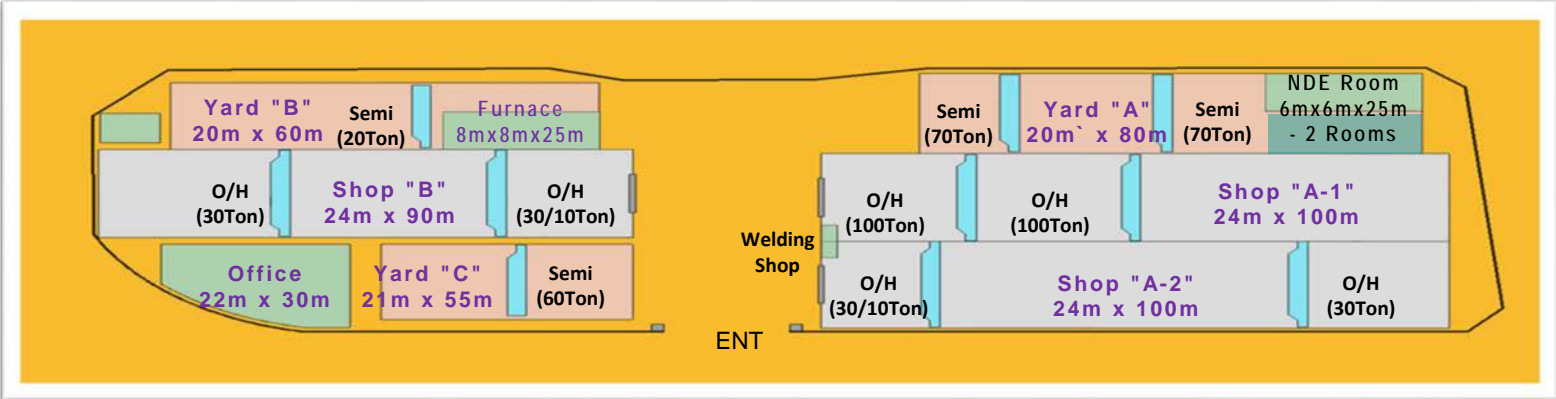 Yard "B"
20m x 60m
Semi
(20Ton)
Furnace
8mx8mx25m
Semi
(70Ton)
Yard "A"
20m` x 80m
Semi
(70Ton)
NDE Room
6mx6mx25m
- 2 Rooms
O/H
(30Ton)
Shop "B"
24m x 90m
O/H
(30/10Ton)
O/H
(100Ton)
O/H
(100Ton)
Shop "A-1"
24m x 100m
Office
22m x 30m
Yard "C"
21m x 55m
Semi
(60Ton)
Welding
Shop
O/H
(30/10Ton)
Shop "A-2"
24m x 100m
O/H
(30Ton)
ENT